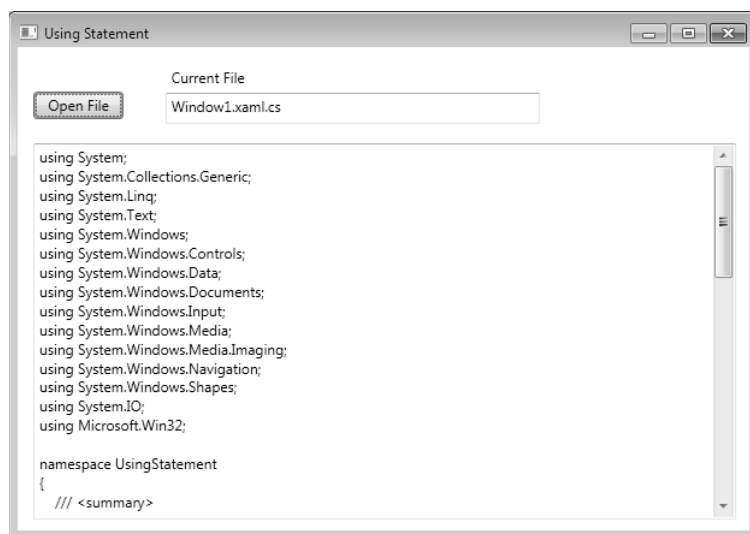 Using Statement
Current File
Open File
Window1.xaml.cs
using System;
using System.Collections.Generic;
using System.Linq;
using System.Text;
using System.Windows;
using System.Windows.Controls;
using System.Windows.Data;
using System.Windows.Documents;
using System.Windows.Input;
using System.Windows.Media;
using System.Windows.Media.Imaging;
using System.Windows.Navigation;
using System.Windows.Shapes;
using System.IO;
using Microsoft.Win32;
namespace UsingStatement
{
/// <summary>